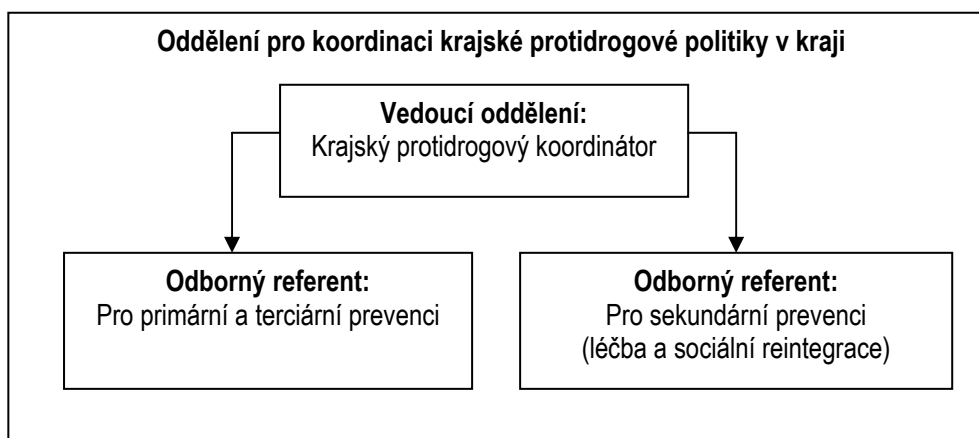 Oddělení pro koordinaci krajské protidrogové politiky v kraji
Vedoucí oddělení:
Krajský protidrogový koordinátor
Odborný referent:
Pro primární a terciární prevenci
Odborný referent:
Pro sekundární prevenci
(léčba a sociální reintegrace)